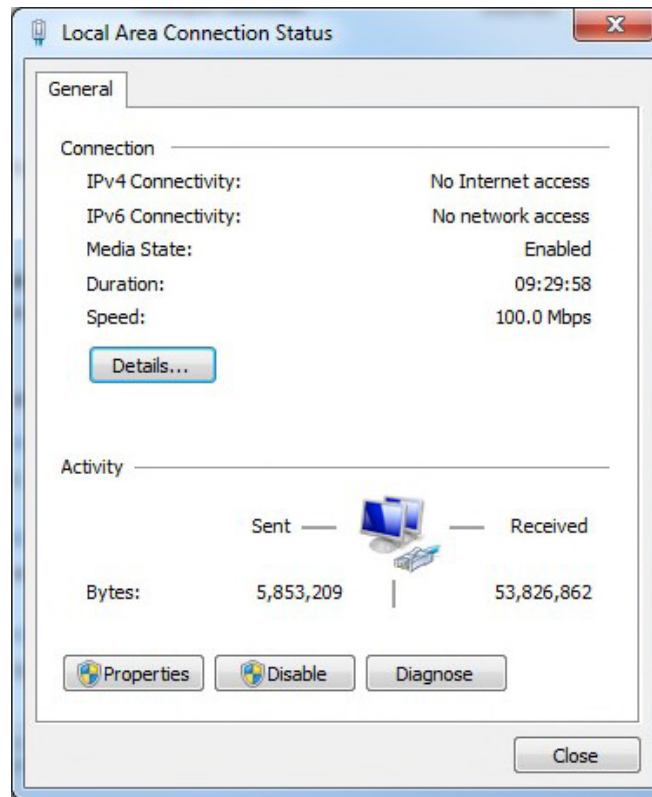 Local Area Connection Status
General
Connection
IPv4 Connectivity: No Internet access
IPv6 Connectivity: No network access
Media State: Enabled
Duration: 09:29:58
Speed: 100.0 Mbps
Details...
Activity
Sent Received
Bytes: 5,853,209 53,826,862
Properties Disable Diagnose
Close